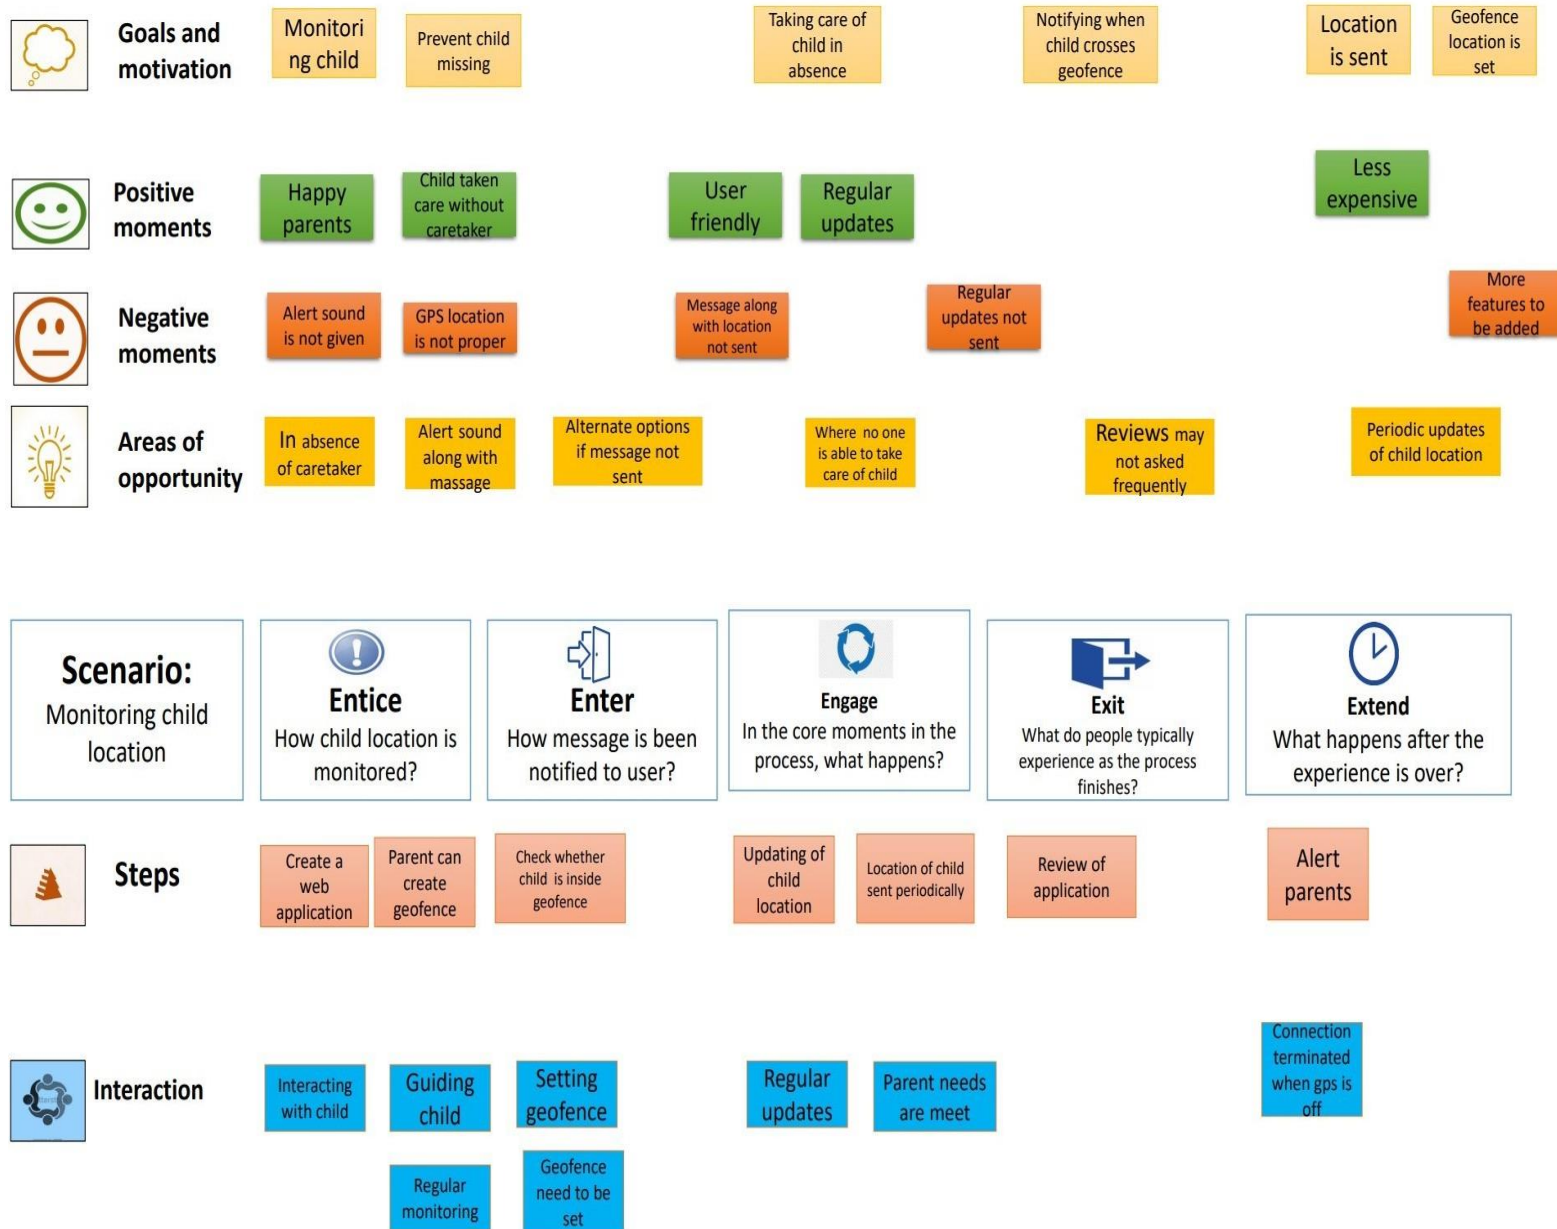 Goals and
motivation
Monitori
ng child
Prevent child
missing
Taking care of
child in
absence
Notifying when
child crosses
geofence
Location
is sent
Geofence
location is
set
Positive
moments
Happy
parents
Child taken
care without
caretaker
User
friendly
Regular
updates
Less
expensive
Negative
moments
Alert sound
is not given
GPS location
is not proper
Message along
with location
not sent
Regular
updates not
sent
More
features to
be added
Areas of
opportunity
In absence
of caretaker
Alert sound
along with
massage
Alternate options
if message not
sent
Where no one
is able to take
care of child
Reviews may
not asked
frequently
Periodic updates
of child location
Scenario:
Monitoring child
location
Entice
How child location is
monitored?
Enter
How message is been
notified to user?
Engage
In the core moments in the
process, what happens?
Exit
What do people typically
experience as the process
finishes?
Extend
What happens after the
experience is over?
Steps
Create a
web
application
Parent can
create
geofence
Check whether
child is inside
geofence
Updating of
child
location
Location of child
sent periodically
Review of
application
Alert
parents
Interaction
Interacting
with child
Guiding
child
Setting
geofence
Regular
updates
Parent needs
are meet
Connection
terminated
when gps is
off
Regular
monitoring
Geofence
need to be
set